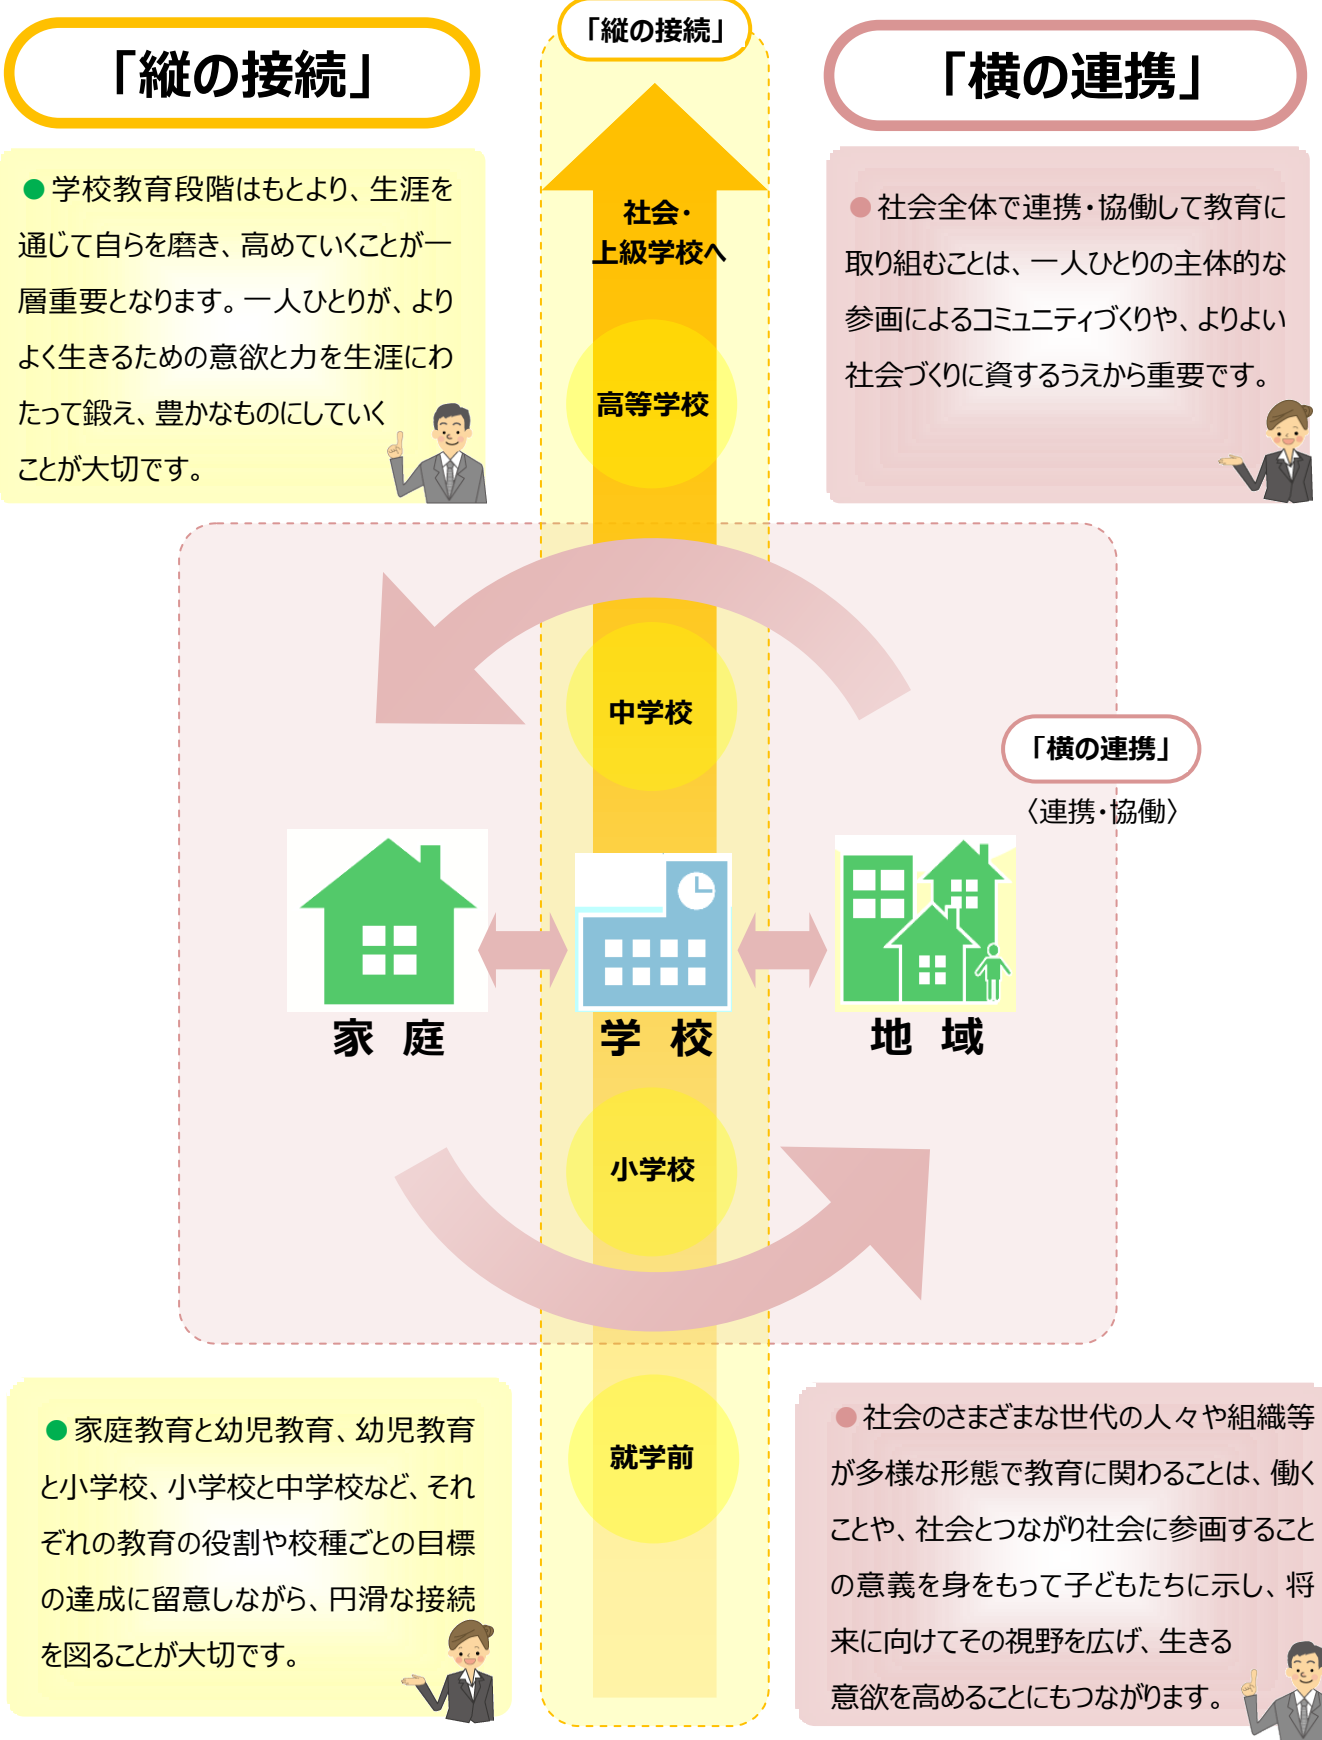 「縦の接続」
「縦の接続」
「横の連携」
●学校教育段階はもとより、生涯を
通じて自らを磨き、高めていくことが一
層重要となります。一人ひとりが、より
よく生きるための意欲と力を生涯にわ
たって鍛え、豊かなものにしていく
ことが大切です。
●社会全体で連携・協働して教育に
取り組むことは、一人ひとりの主体的な
参画によるコミュニティづくりや、よりよい
社会づくりに資するうえから重要です。
社会・
上級学校へ
高等学校
中学校
「横の連携」
〈連携・協働〉
家 庭
学 校
地 域
小学校
就学前
●家庭教育と幼児教育、幼児教育
と小学校、小学校と中学校など、それ
ぞれの教育の役割や校種ごとの目標
の達成に留意しながら、円滑な接続
を図ることが大切です。
●社会のさまざまな世代の人々や組織等
が多様な形態で教育に関わることは、働く
ことや、社会とつながり社会に参画すること
の意義を身をもって子どもたちに示し、将
来に向けてその視野を広げ、生きる
意欲を高めることにもつながります。